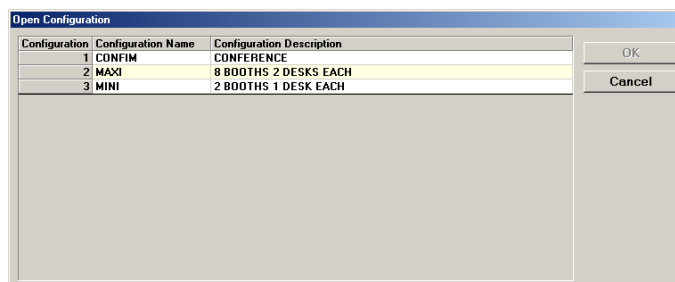 Open Configuration
Configuration Configuration Name Configuration Description
1 CONFIM CONFERENCE
2 MAXI 8 BOOTHS 2 DESKS EACH
3 MINI 2 BOOTHS 1 DESK EACH
OK
Cancel